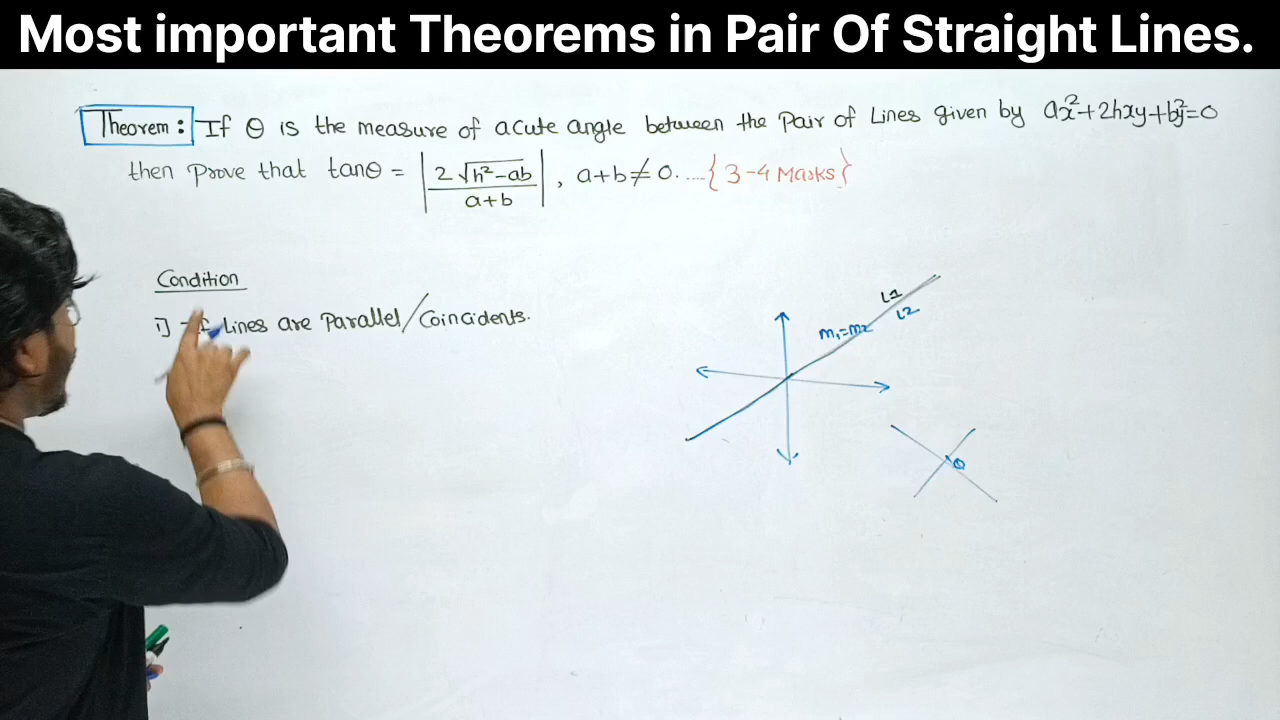 Most important Theorems in Pair Of Straight Lines.
Theorem: If θ is the measure of acute angle between the Pair of Lines given by ax²+2hxy+by²=0
then Prove that tanθ = |2√h²-ab / a+b|, a+b≠0. ....{3-4 Marks}
Condition
i] If Lines are Parallel/Coincidents.
L1
L2
m₁=m₂
θ